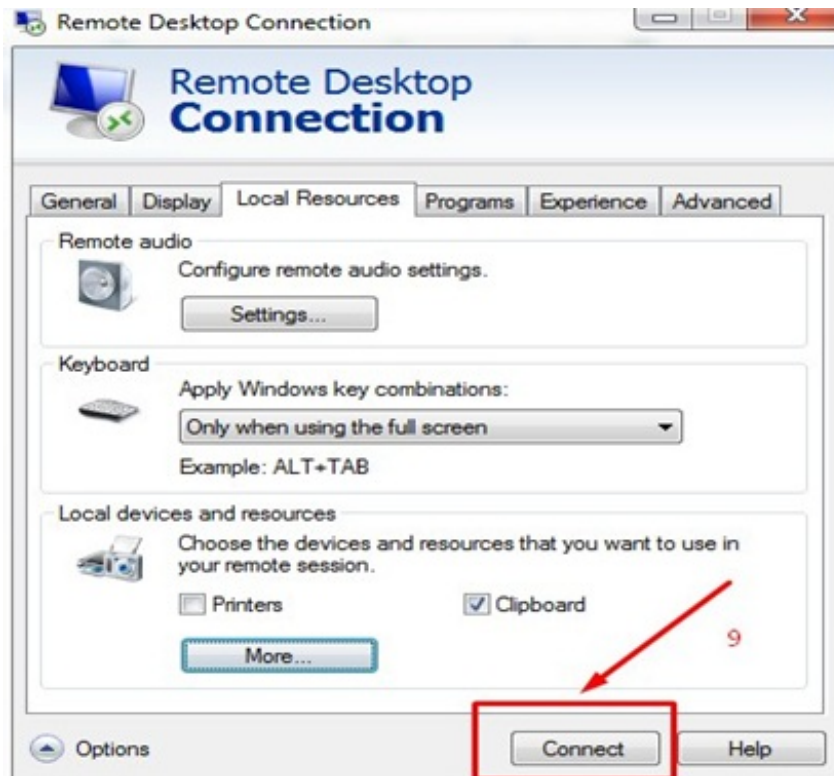 Remote Desktop Connection
Remote Desktop
Connection
General Display Local Resources Programs Experience Advanced
Remote audio
Configure remote audio settings.
Settings...
Keyboard
Apply Windows key combinations:
Only when using the full screen
Example: ALT+TAB
Local devices and resources
Choose the devices and resources that you want to use in
your remote session.
Printers Clipboard
9
More...
Options Connect Help